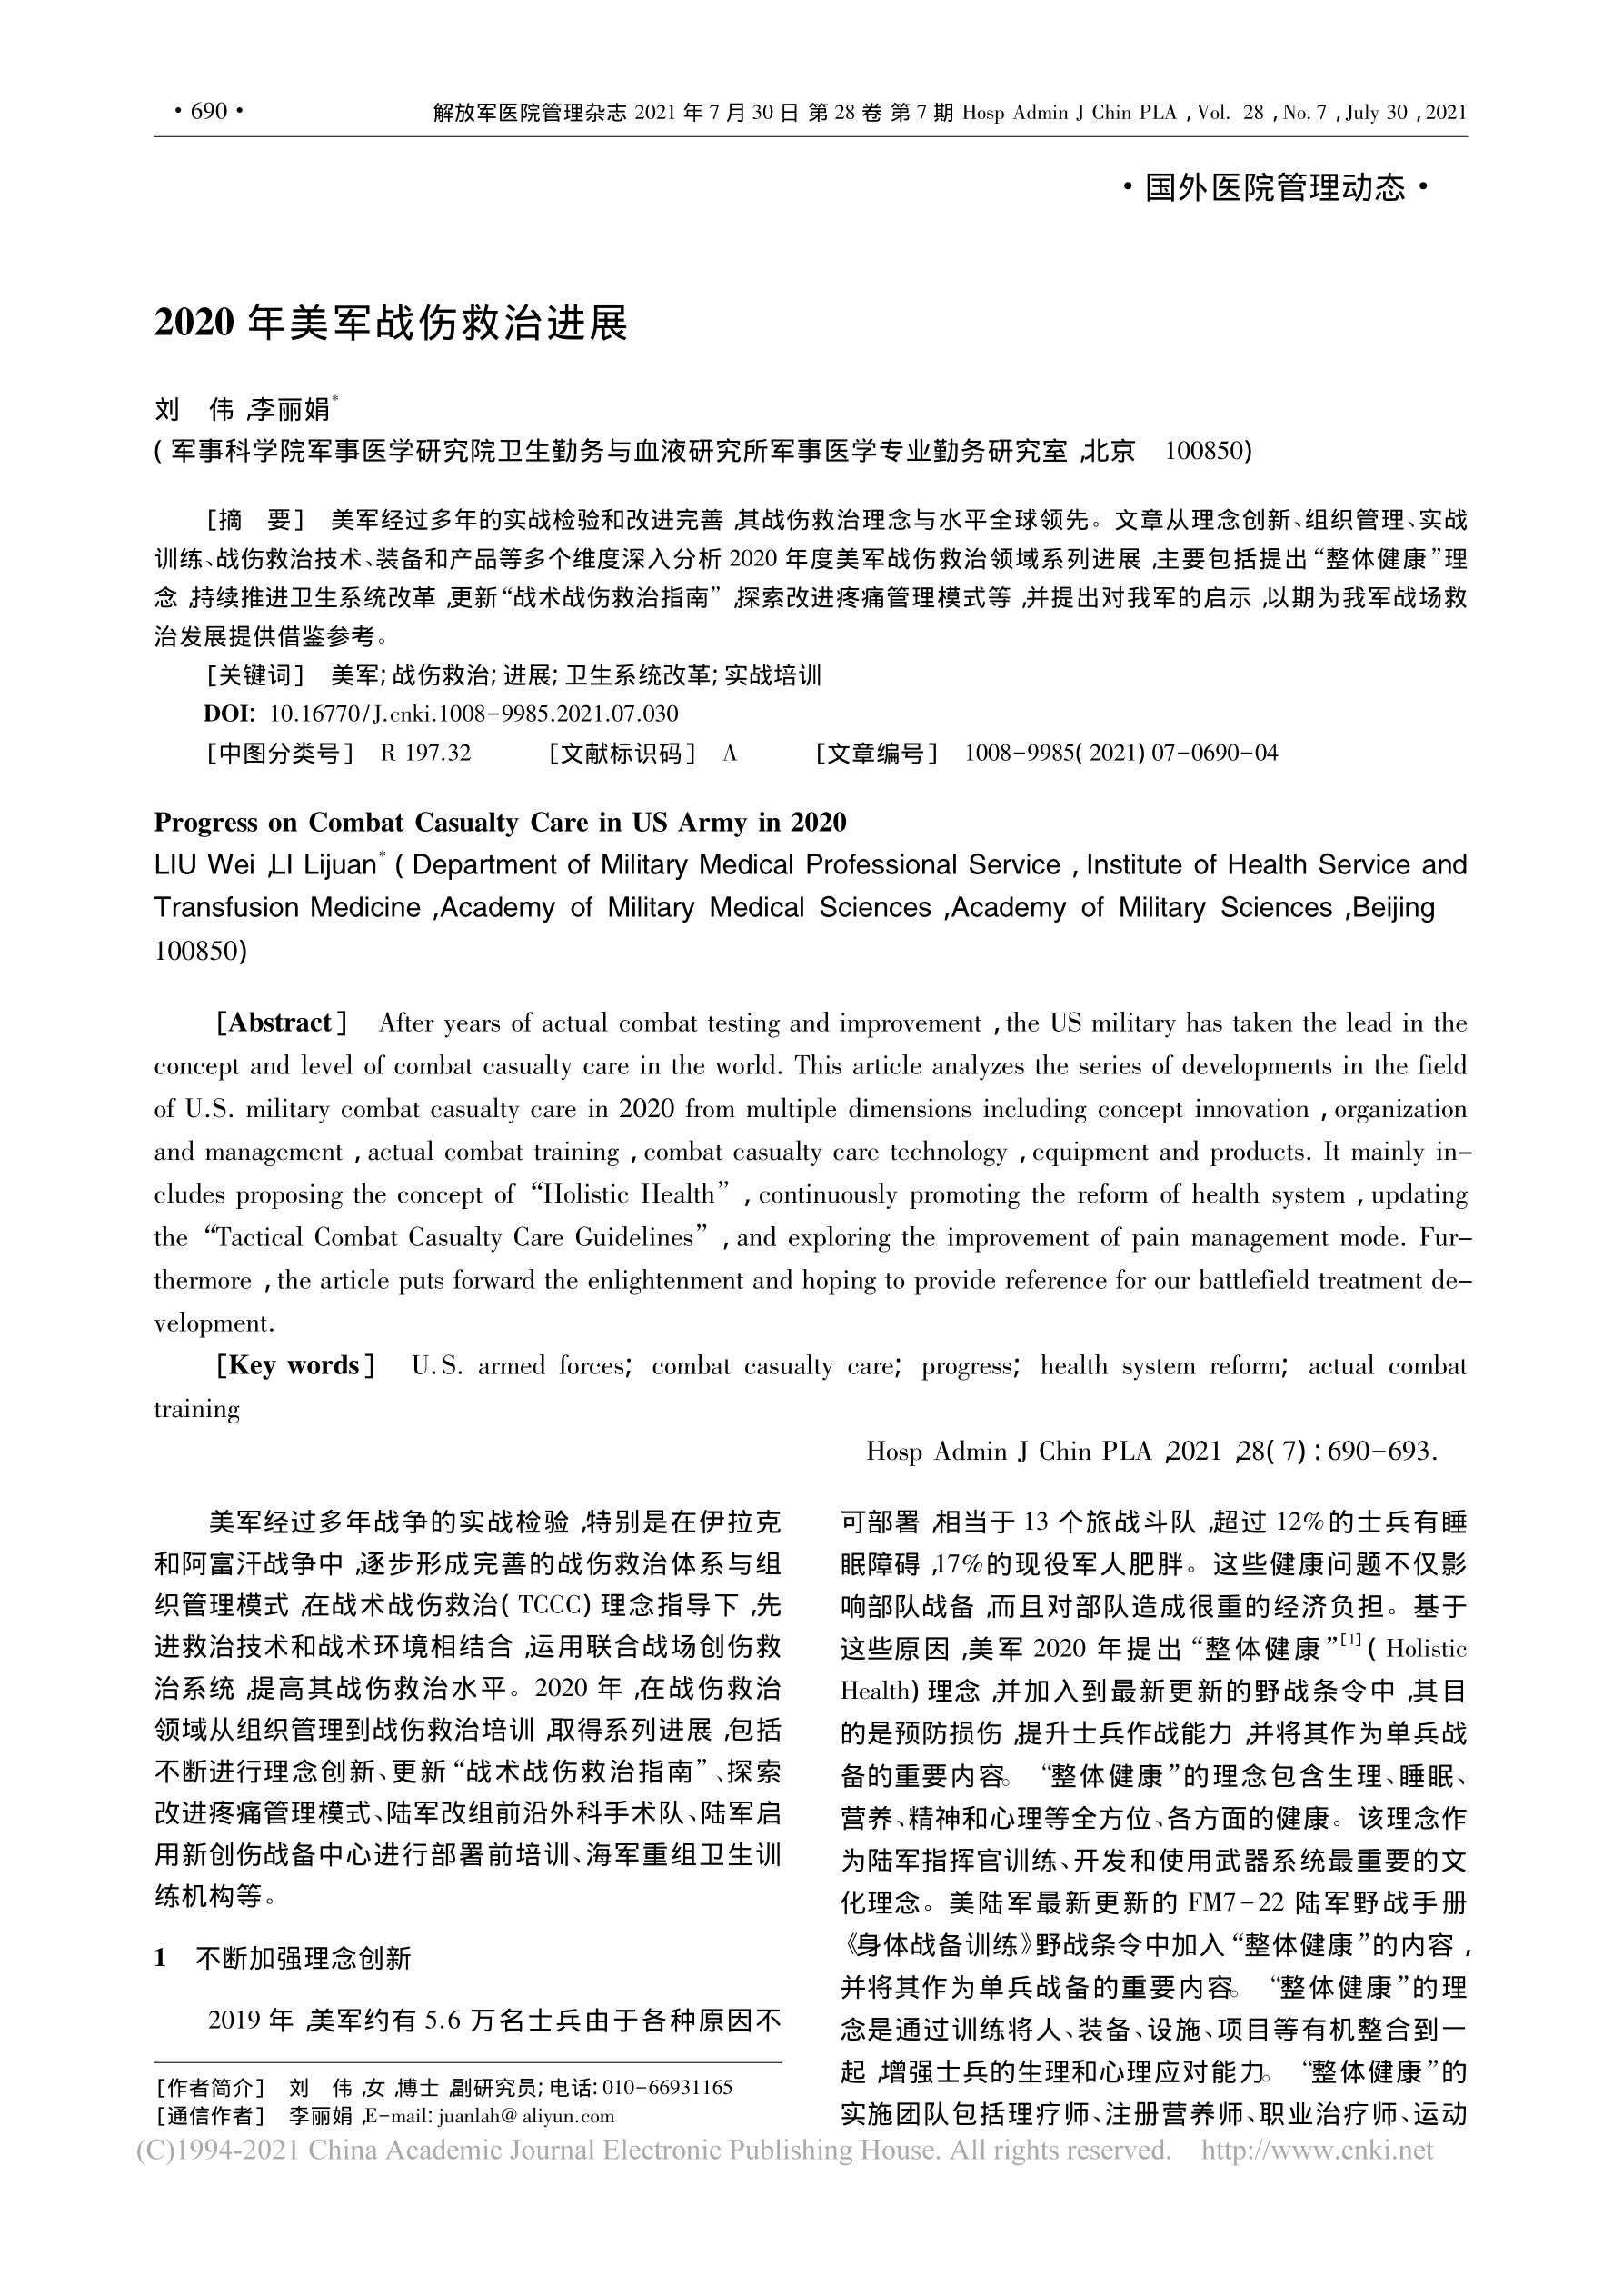 ·690·　解放军医院管理杂志 2021 年 7 月 30 日 第 28 卷 第 7 期 Hosp Admin J Chin PLA ,Vol. 28 ,No. 7 ,July 30 ,2021
·国外医院管理动态·
2020 年美军战伤救治进展
刘　伟,李丽娟*
(军事科学院军事医学研究院卫生勤务与血液研究所军事医学专业勤务研究室,北京　100850)
［摘　要］　美军经过多年的实战检验和改进完善,其战伤救治理念与水平全球领先。文章从理念创新、组织管理、实战
训练、战伤救治技术、装备和产品等多个维度深入分析 2020 年度美军战伤救治领域系列进展,主要包括提出“整体健康”理
念,持续推进卫生系统改革,更新“战术战伤救治指南”,探索改进疼痛管理模式等,并提出对我军的启示,以期为我军战场救
治发展提供借鉴参考。
［关键词］　美军; 战伤救治; 进展; 卫生系统改革; 实战培训
DOI: 10.16770/J.cnki.1008-9985.2021.07.030
［中图分类号］　R 197.32　　［文献标识码］　A　　［文章编号］　1008-9985( 2021) 07-0690-04
Progress on Combat Casualty Care in US Army in 2020
LIU Wei ,LI Lijuan* ( Department of Military Medical Professional Service , Institute of Health Service and
Transfusion Medicine ,Academy of Military Medical Sciences ,Academy of Military Sciences ,Beijing
100850)
［Abstract］　After years of actual combat testing and improvement ,the US military has taken the lead in the
concept and level of combat casualty care in the world. This article analyzes the series of developments in the field
of U.S. military combat casualty care in 2020 from multiple dimensions including concept innovation ,organization
and management ,actual combat training ,combat casualty care technology ,equipment and products. It mainly in-
cludes proposing the concept of “Holistic Health” ,continuously promoting the reform of health system ,updating
the “Tactical Combat Casualty Care Guidelines” ,and exploring the improvement of pain management mode. Fur-
thermore ,the article puts forward the enlightenment and hoping to provide reference for our battlefield treatment de-
velopment.
［Key words］　U.S. armed forces; combat casualty care; progress; health system reform; actual combat
training
Hosp Admin J Chin PLA ,2021 ,28( 7) : 690-693.
美军经过多年战争的实战检验,特别是在伊拉克
和阿富汗战争中,逐步形成完善的战伤救治体系与组
织管理模式,在战术战伤救治( TCCC) 理念指导下,先
进救治技术和战术环境相结合,运用联合战场创伤救
治系统,提高其战伤救治水平。2020 年,在战伤救治
领域从组织管理到战伤救治培训,取得系列进展,包括
不断进行理念创新、更新“战术战伤救治指南”、探索
改进疼痛管理模式、陆军改组前沿外科手术队、陆军启
用新创伤战备中心进行部署前培训、海军重组卫生训
练机构等。
1　不断加强理念创新
2019 年,美军约有 5.6 万名士兵由于各种原因不
［作者简介］　刘　伟,女,博士,副研究员; 电话: 010-66931165
［通信作者］　李丽娟,E-mail: juanlah@ aliyun.com
可部署,相当于 13 个旅战斗队,超过 12%的士兵有睡
眠障碍,17%的现役军人肥胖。这些健康问题不仅影
响部队战备,而且对部队造成很重的经济负担。基于
这些原因,美军 2020 年提出“整体健康”[1] ( Holistic
Health) 理念,并加入到最新更新的野战条令中,其目
的是预防损伤,提升士兵作战能力,并将其作为单兵战
备的重要内容。“整体健康”的理念包含生理、睡眠、
营养、精神和心理等全方位、各方面的健康。该理念作
为陆军指挥官训练、开发和使用武器系统最重要的文
化理念。美陆军最新更新的 FM7-22 陆军野战手册
《身体战备训练》野战条令中加入“整体健康”的内容,
并将其作为单兵战备的重要内容。“整体健康”的理
念是通过训练将人、装备、设施、项目等有机整合到一
起,增强士兵的生理和心理应对能力。“整体健康”的
实施团队包括理疗师、注册营养师、职业治疗师、运动
(C)1994-2021 China Academic Journal Electronic Publishing House. All rights reserved.　http://www.cnki.net